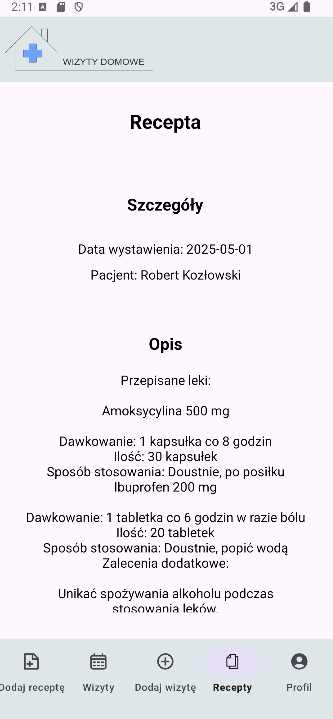 2:11
3G
WIZYTY DOMOWE
Recepta
Szczegóły
Data wystawienia: 2025-05-01
Pacjent: Robert Kozłowski
Opis
Przepisane leki:
Amoksycylina 500 mg
Dawkowanie: 1 kapsułka co 8 godzin
Ilość: 30 kapsułek
Sposób stosowania: Doustnie, po posiłku
Ibuprofen 200 mg
Dawkowanie: 1 tabletka co 6 godzin w razie bólu
Ilość: 20 tabletek
Sposób stosowania: Doustnie, popić wodą
Zalecenia dodatkowe:
Unikać spożywania alkoholu podczas
stosowania leków.
Dodaj receptę
Wizyty
Dodaj wizytę
Recepty
Profil